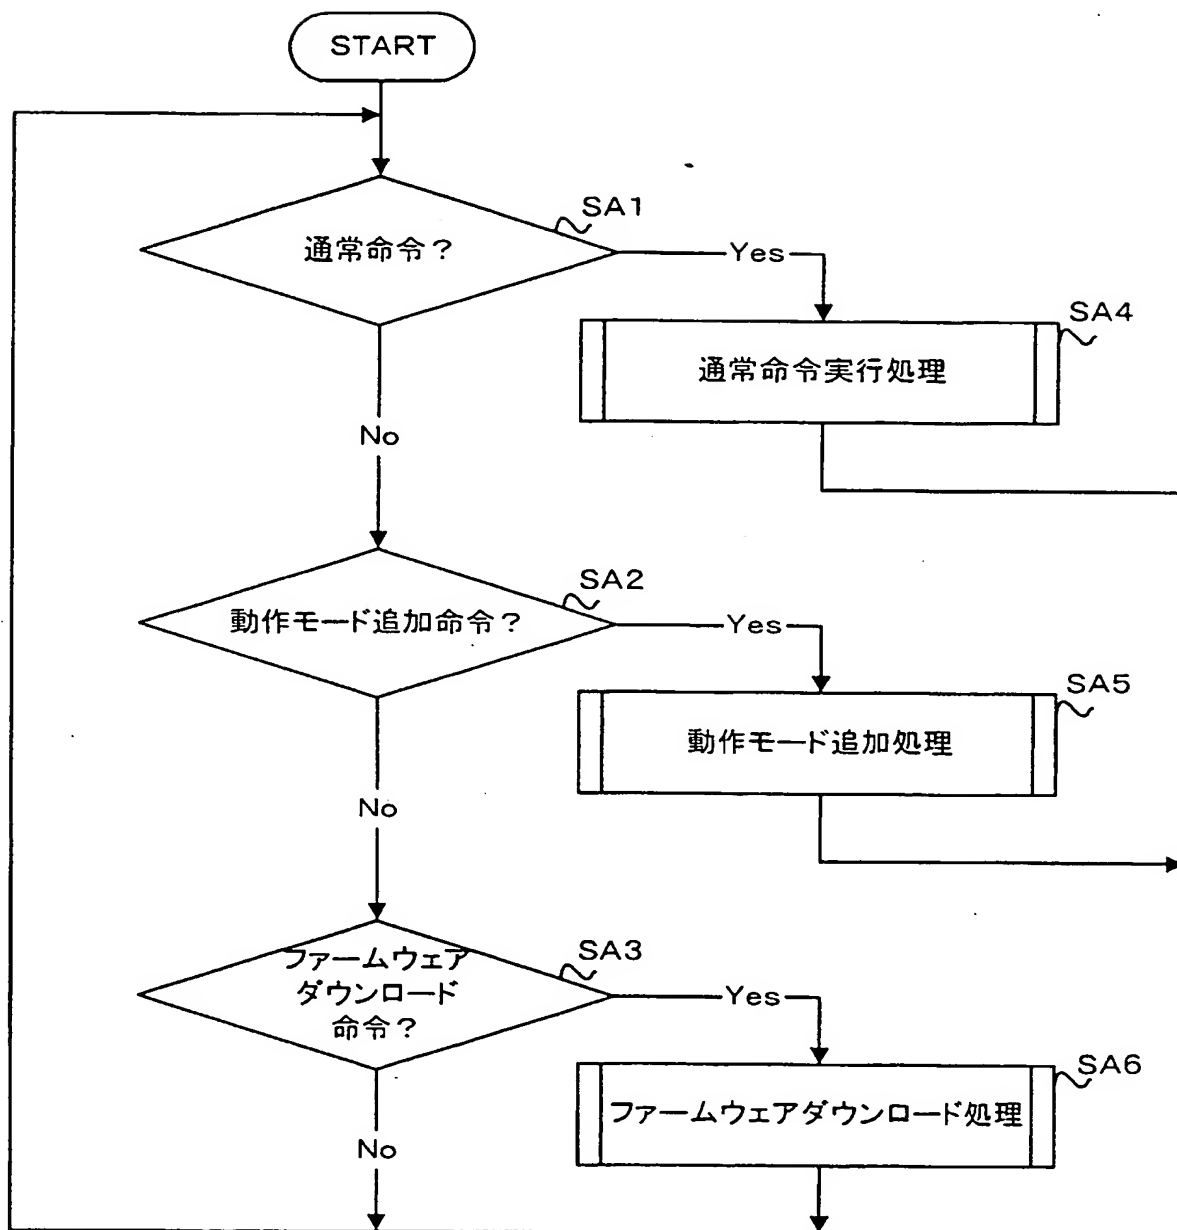 START
SA1
通常命令？
Yes
SA4
通常命令実行処理
No
SA2
動作モード追加命令？
Yes
SA5
動作モード追加処理
No
SA3
ファームウェア
ダウンロード
命令？
Yes
SA6
ファームウェアダウンロード処理
No